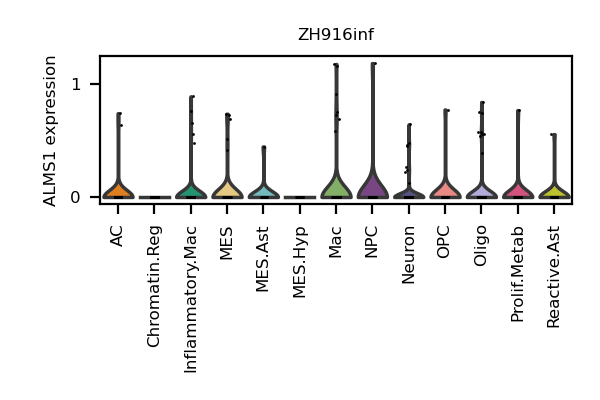 ZH916inf
ALMS1 expression
1
0
AC
Chromatin.Reg
Inflammatory.Mac
MES
MES.Ast
MES.Hyp
Mac
NPC
Neuron
OPC
Oligo
Prolif.Metab
Reactive.Ast